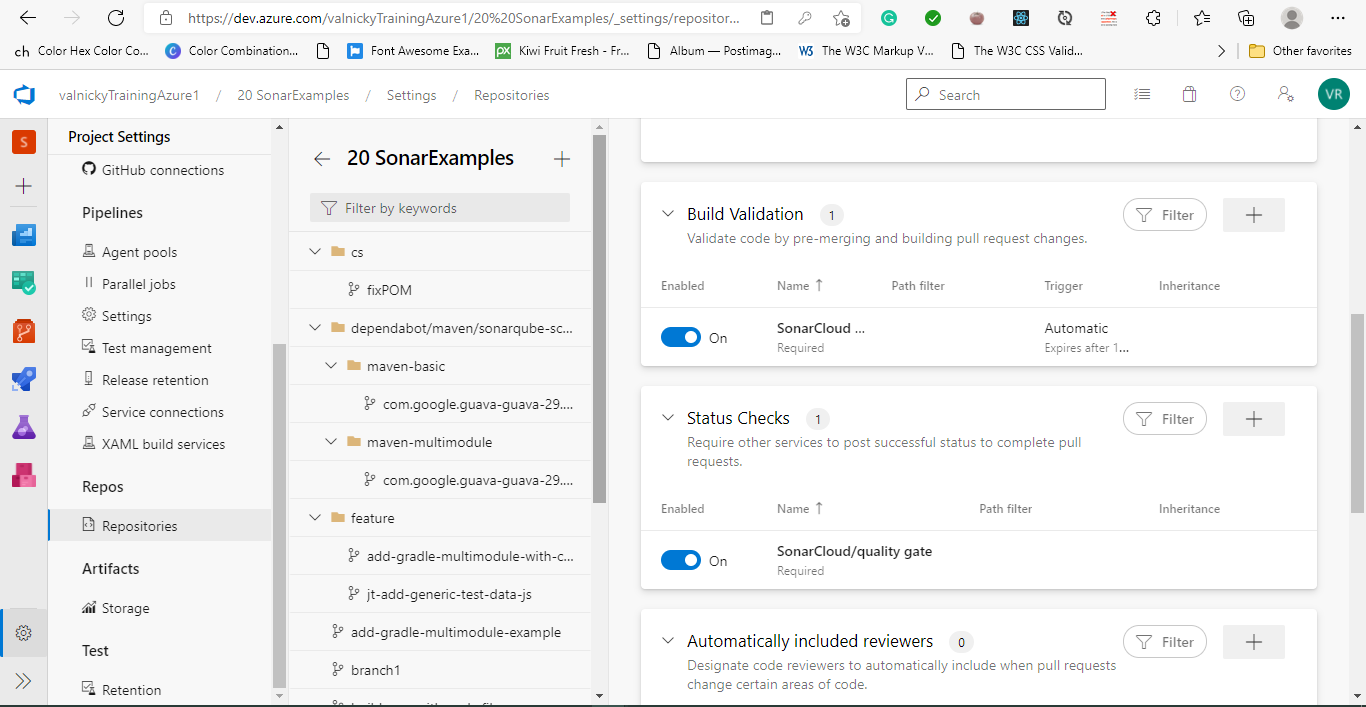 https://dev.azure.com/valnickyTrainingAzure1/20%20SonarExamples/_settings/repositor...
ch Color Hex Color Co...
C Color Combination...
Font Awesome Exa...
px Kiwi Fruit Fresh - Fr...
Album — Postimag...
W3 The W3C Markup V...
The W3C CSS Valid...
Other favorites
valnickyTrainingAzure1 / 20 SonarExamples / Settings / Repositories
Search
VR
S
Project Settings
GitHub connections
Pipelines
Agent pools
Parallel jobs
Settings
Test management
Release retention
Service connections
XAML build services
Repos
Repositories
Artifacts
Storage
Test
Retention
20 SonarExamples
Filter by keywords
cs
fixPOM
dependabot/maven/sonarqube-sc...
maven-basic
com.google.guava-guava-29....
maven-multimodule
com.google.guava-guava-29....
feature
add-gradle-multimodule-with-c...
jt-add-generic-test-data-js
add-gradle-multimodule-example
branch1
Build Validation 1
Filter
Validate code by pre-merging and building pull request changes.
Enabled Name Path filter Trigger Inheritance
On SonarCloud ... Automatic
Required Expires after 1...
Status Checks 1
Filter
Require other services to post successful status to complete pull
requests.
Enabled Name Path filter Inheritance
On SonarCloud/quality gate
Required
Automatically included reviewers 0
Filter
Designate code reviewers to automatically include when pull requests
change certain areas of code.